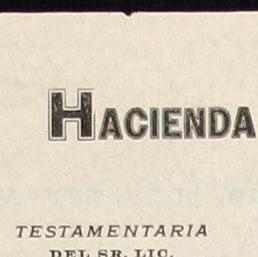 HACIENDA
TESTAMENTARIA
DEL SR. LIC.